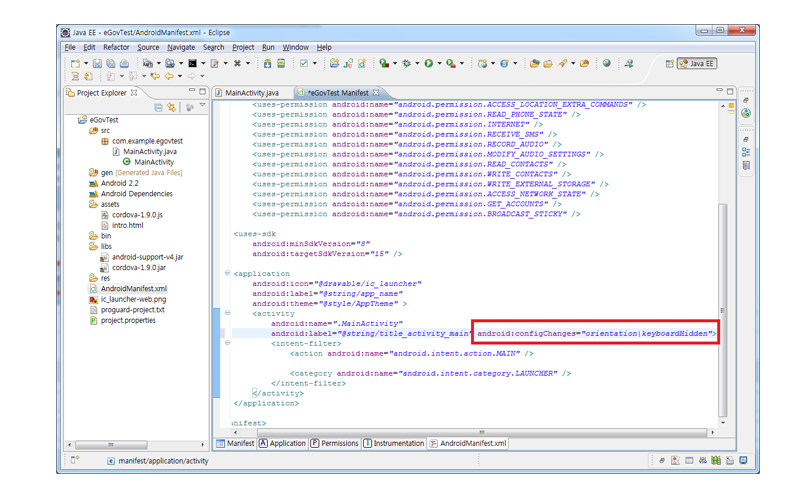 Java EE - eGovTest/AndroidManifest.xml - Eclipse
File Edit Refactor Source Navigate Search Project Run Window Help
Java EE
Project Explorer
MainActivity.java
*eGovTest Manifest
eGovTest
src
com.example.egovtest
MainActivity.java
MainActivity
gen [Generated Java Files]
Android 2.2
Android Dependencies
assets
cordova-1.9.0.js
intro.html
bin
libs
android-support-v4.jar
cordova-1.9.0.jar
res
AndroidManifest.xml
ic_launcher-web.png
proguard-project.txt
project.properties
<uses-permission android:name="android.permission.ACCESS_LOCATION_EXTRA_COMMANDS" />
<uses-permission android:name="android.permission.READ_PHONE_STATE" />
<uses-permission android:name="android.permission.INTERNET" />
<uses-permission android:name="android.permission.RECEIVE_SMS" />
<uses-permission android:name="android.permission.RECORD_AUDIO" />
<uses-permission android:name="android.permission.MODIFY_AUDIO_SETTINGS" />
<uses-permission android:name="android.permission.READ_CONTACTS" />
<uses-permission android:name="android.permission.WRITE_CONTACTS" />
<uses-permission android:name="android.permission.WRITE_EXTERNAL_STORAGE" />
<uses-permission android:name="android.permission.ACCESS_NETWORK_STATE" />
<uses-permission android:name="android.permission.GET_ACCOUNTS" />
<uses-permission android:name="android.permission.BROADCAST_STICKY" />
<uses-sdk
android:minSdkVersion="8"
android:targetSdkVersion="15" />
<application
android:icon="@drawable/ic_launcher"
android:label="@string/app_name"
android:theme="@style/AppTheme" >
<activity
android:name=".MainActivity"
android:label="@string/title_activity_main" android:configChanges="orientation|keyboardHidden">
<intent-filter>
<action android:name="android.intent.action.MAIN" />
<category android:name="android.intent.category.LAUNCHER" />
</intent-filter>
</activity>
</application>
nifest>
Manifest
Application
Permissions
Instrumentation
AndroidManifest.xml
manifest/application/activity